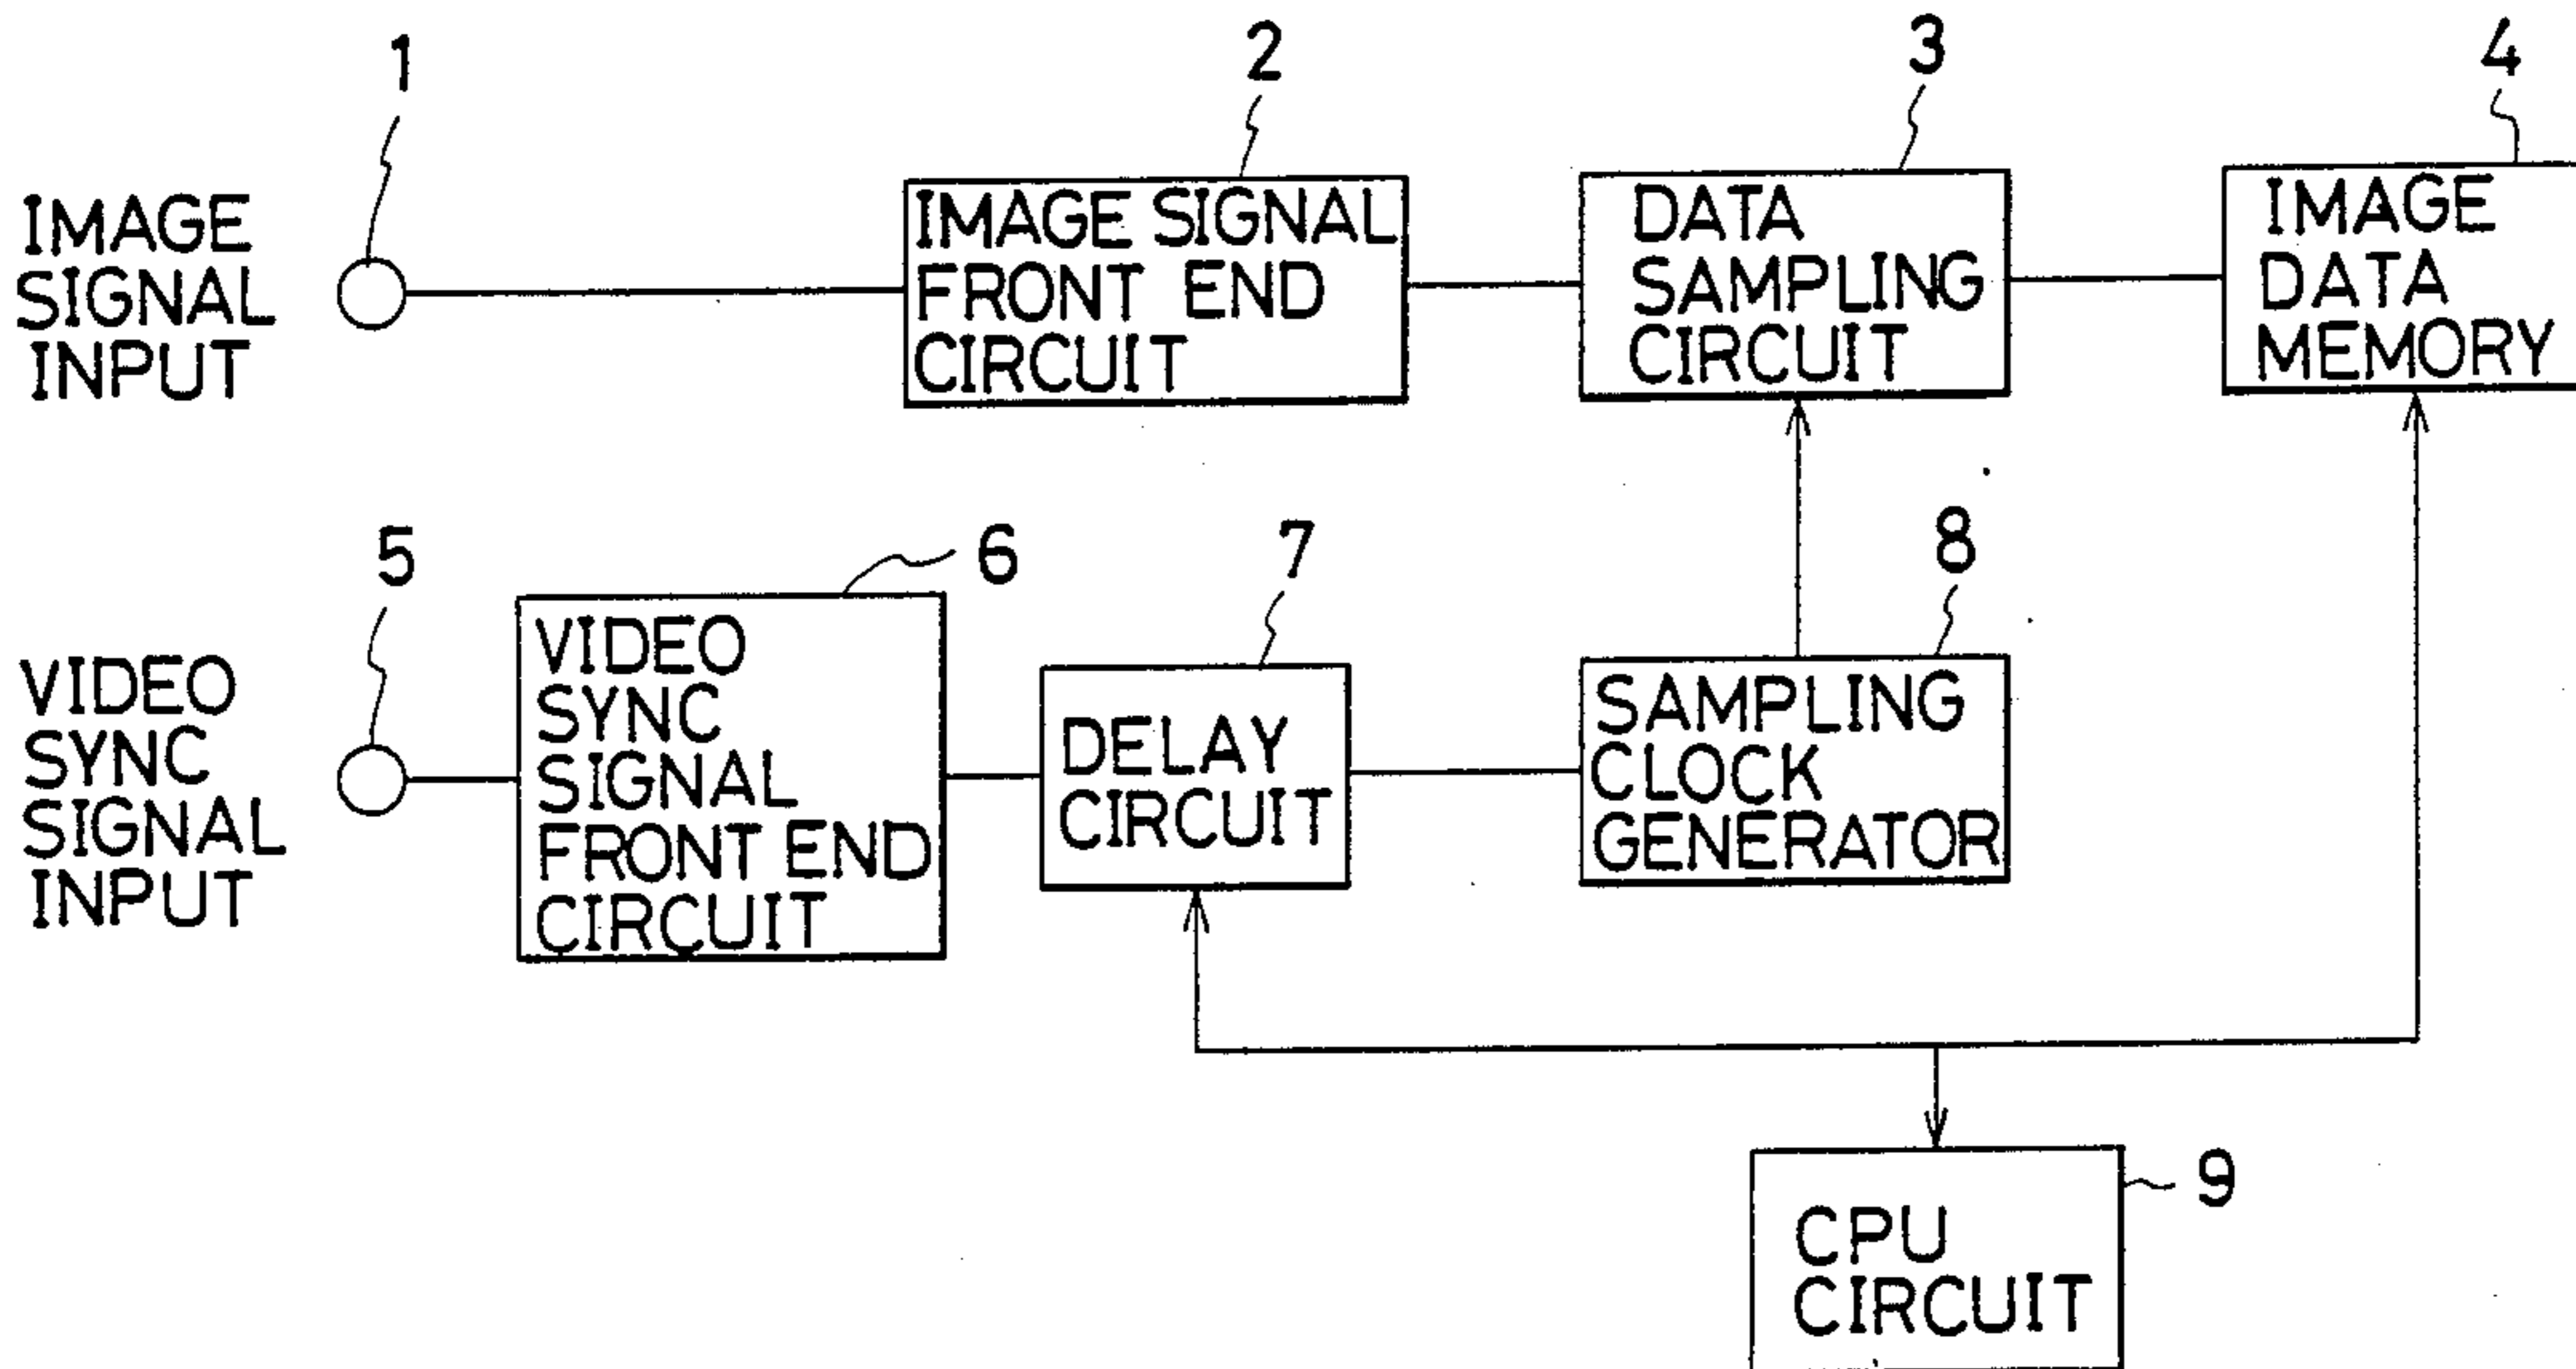 1
2
3
4
IMAGE
SIGNAL
INPUT
IMAGE SIGNAL
FRONT END
CIRCUIT
DATA
SAMPLING
CIRCUIT
IMAGE
DATA
MEMORY
5
6
7
8
VIDEO
SYNC
SIGNAL
INPUT
VIDEO
SYNC
SIGNAL
FRONT END
CIRCUIT
DELAY
CIRCUIT
SAMPLING
CLOCK
GENERATOR
9
CPU
CIRCUIT